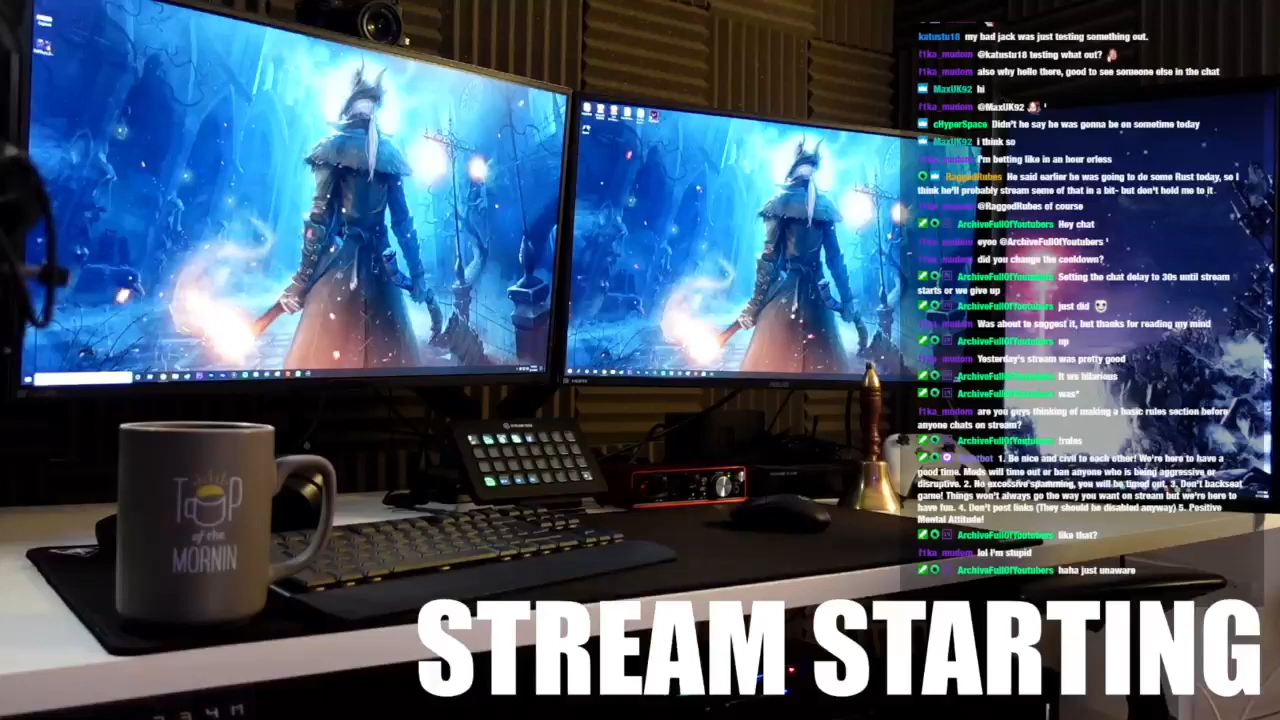 katustu18 my bad jack was just testing something out.
f1ka_mudom @katustu18 testing what out?
f1ka_mudom also why hello there, good to see someone else in the chat
MaxUK92 hi
f1ka_mudom @MaxUK92
cHyperSpace Didn't he say he was gonna be on sometime today
MaxUK92 i think so
f1ka_mudom i'm betting like in an hour orless
RaggedRubes He said earlier he was going to do some Rust today, so I
think he'll probably stream some of that in a bit- but don't hold me to it
f1ka_mudom @RaggedRubes of course
ArchiveFullOfYoutubers Hey chat
f1ka_mudom eyoo @ArchiveFullOfYoutubers
f1ka_mudom did you change the cooldown?
ArchiveFullOfYoutubers Setting the chat delay to 30s until stream
starts or we give up
ArchiveFullOfYoutubers just did
f1ka_mudom Was about to suggest it, but thanks for reading my mind
ArchiveFullOfYoutubers np
f1ka_mudom Yesterday's stream was pretty good
ArchiveFullOfYoutubers It ws hilarious
ArchiveFullOfYoutubers was*
f1ka_mudom are you guys thinking of making a basic rules section before
anyone chats on stream?
ArchiveFullOfYoutubers !rules
1. Be nice and civil to each other! We're here to have a
good time. Mods will time out or ban anyone who is being aggressive or
disruptive. 2. No excessive spamming, you will be timed out. 3. Don't backseat
game! Things won't always go the way you want on stream but we're here to
have fun. 4. Don't post links (They should be disabled anyway) 5. Positive
Mental Attitude!
ArchiveFullOfYoutubers like that?
f1ka_mudom lol I'm stupid
ArchiveFullOfYoutubers haha just unaware
TOP
of the
MORNIN
STREAM STARTING